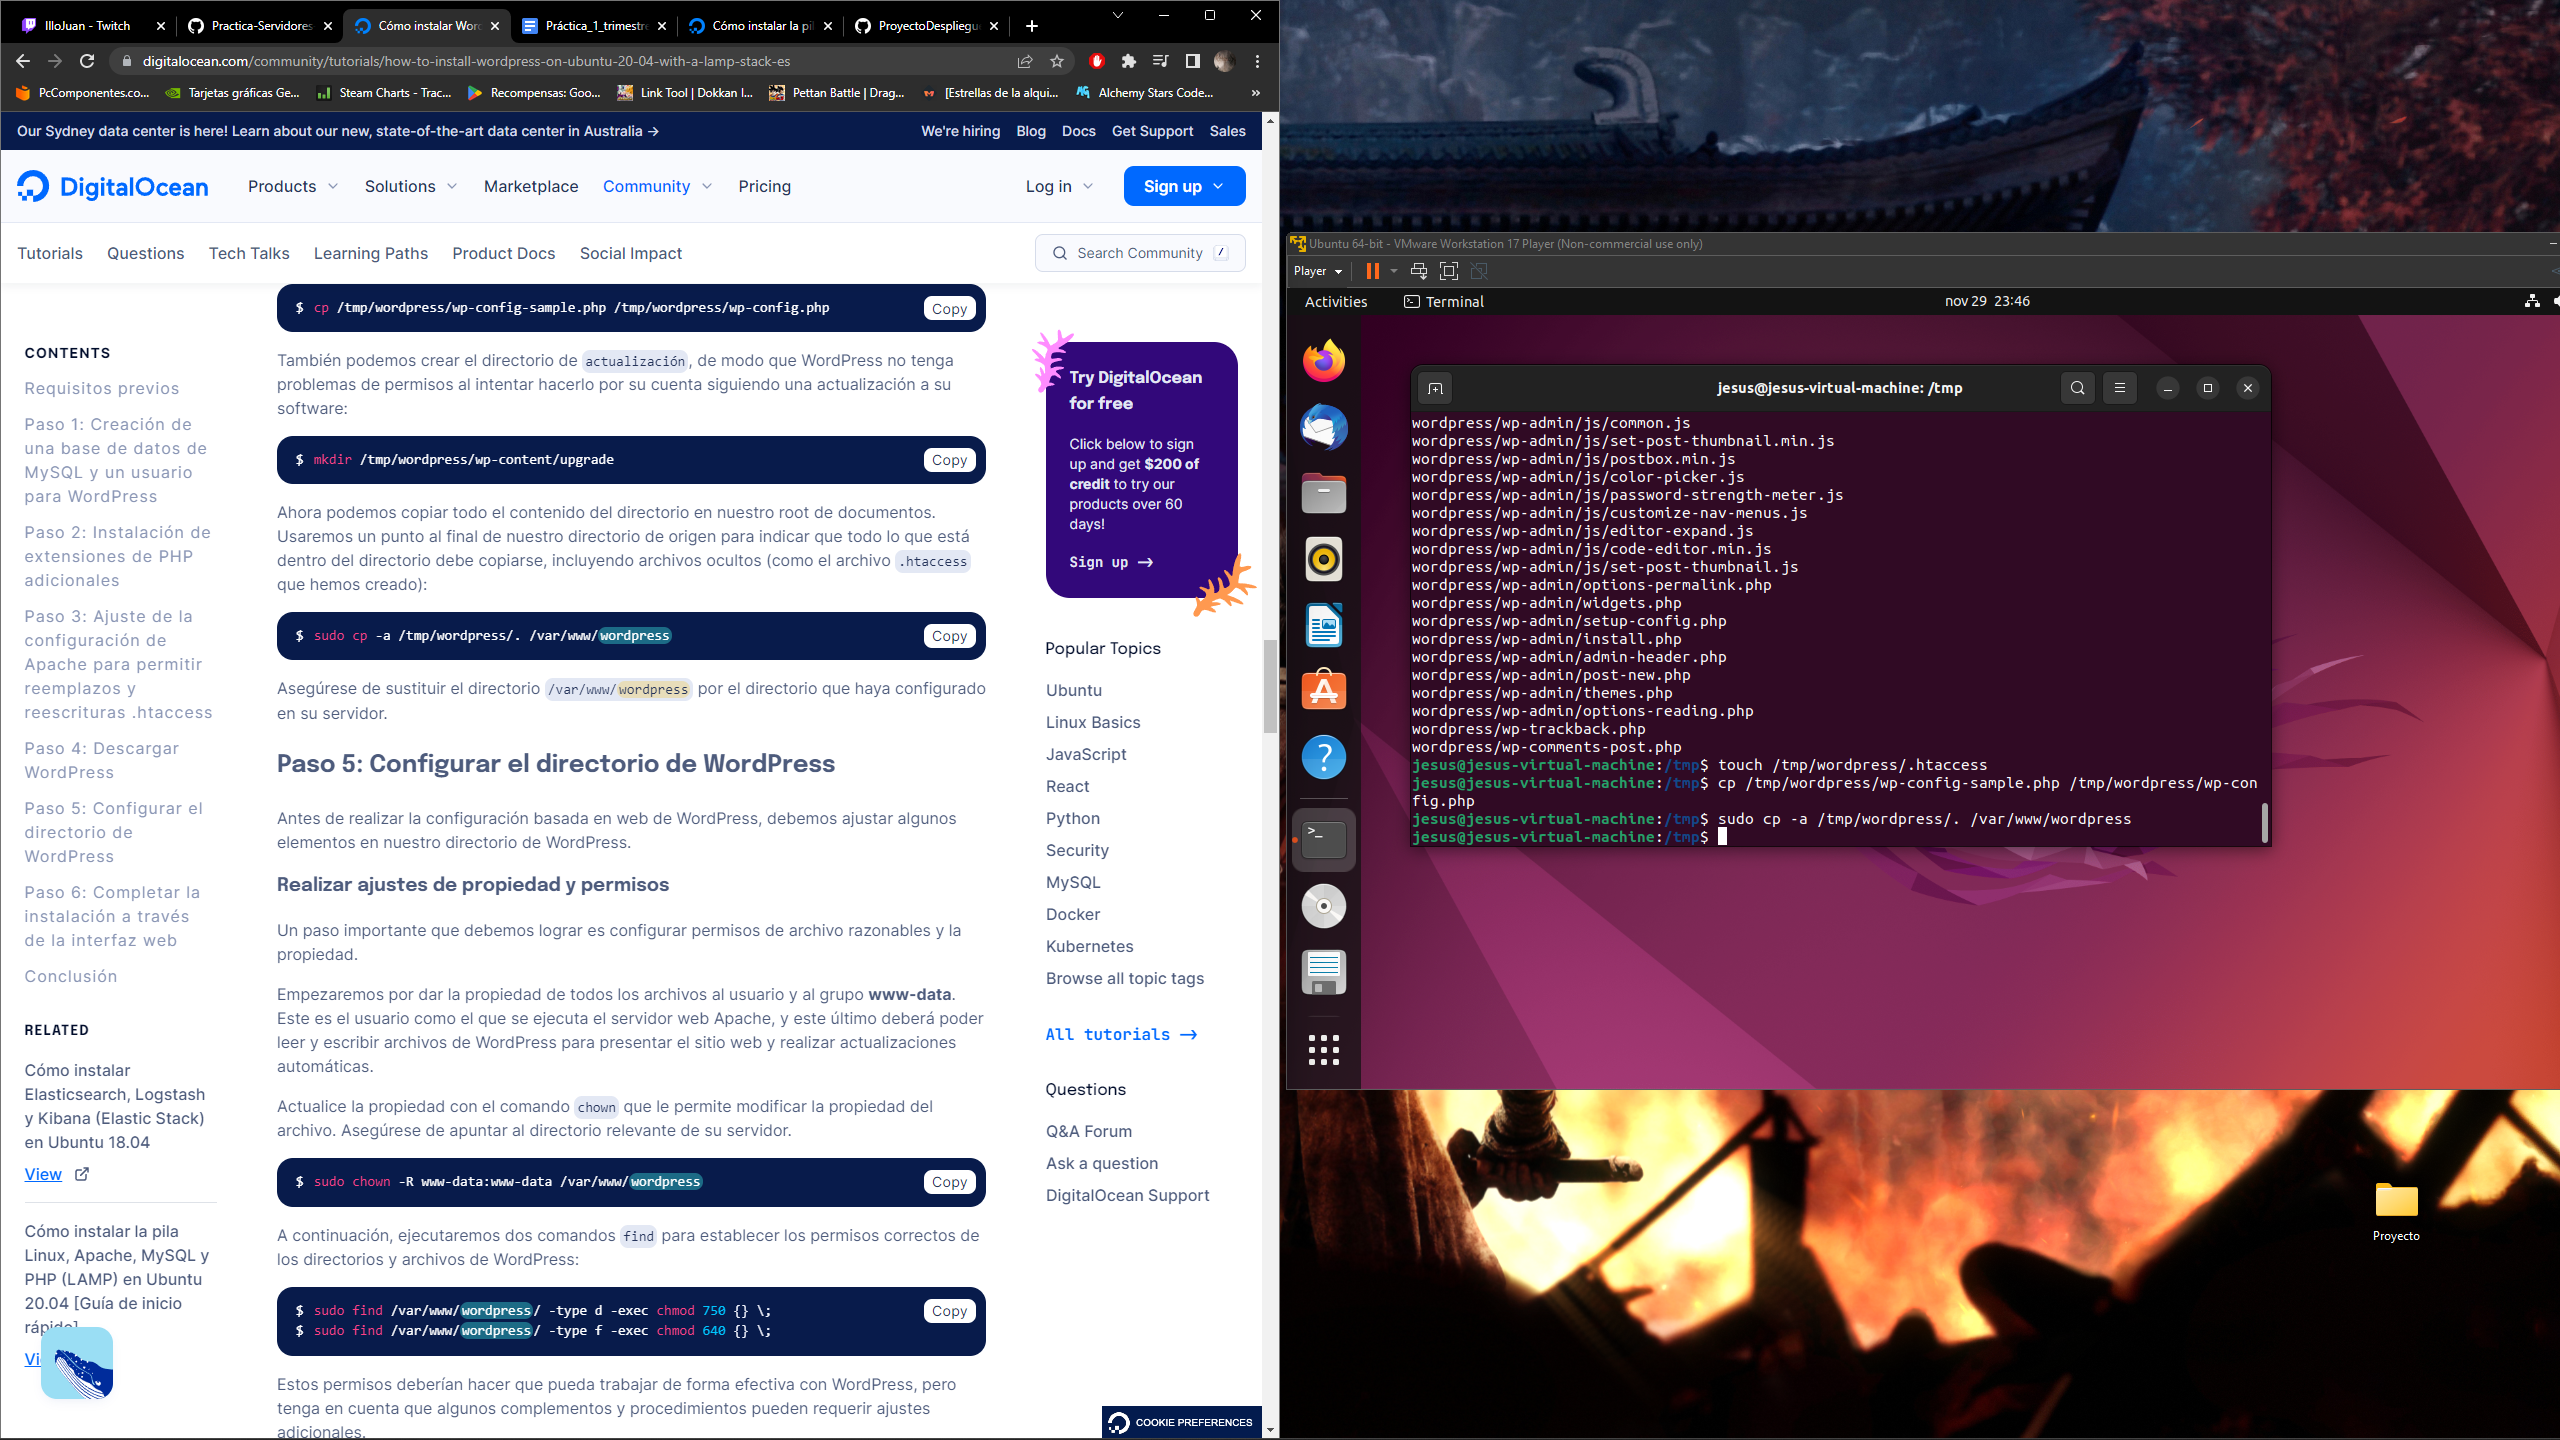 IlloJuan - Twitch
Practica-Servidores
Cómo instalar Word
Práctica_1_trimestre
Cómo instalar la pil
ProyectoDespliegue
digitalocean.com/community/tutorials/how-to-install-wordpress-on-ubuntu-20-04-with-a-lamp-stack-es
PcComponentes.co...
Tarjetas gráficas Ge...
Steam Charts - Trac...
Recompensas: Goo...
Link Tool | Dokkan I...
Pettan Battle | Drag...
[Estrellas de la alqui...
Alchemy Stars Code...
»
Our Sydney data center is here! Learn about our new, state-of-the-art data center in Australia →
We're hiring Blog Docs Get Support Sales
DigitalOcean
Products Solutions Marketplace Community Pricing
Log in
Sign up
Tutorials Questions Tech Talks Learning Paths Product Docs Social Impact
Search Community /
CONTENTS
Requisitos previos
Paso 1: Creación de
una base de datos de
MySQL y un usuario
para WordPress
Paso 2: Instalación de
extensiones de PHP
adicionales
Paso 3: Ajuste de la
configuración de
Apache para permitir
reemplazos y
reescrituras .htaccess
Paso 4: Descargar
WordPress
Paso 5: Configurar el
directorio de
WordPress
Paso 6: Completar la
instalación a través
de la interfaz web
Conclusión
RELATED
Cómo instalar
Elasticsearch, Logstash
y Kibana (Elastic Stack)
en Ubuntu 18.04
View
Cómo instalar la pila
Linux, Apache, MySQL y
PHP (LAMP) en Ubuntu
20.04 [Guía de inicio
rápido]
$ cp /tmp/wordpress/wp-config-sample.php /tmp/wordpress/wp-config.php
Copy
También podemos crear el directorio de actualización, de modo que WordPress no tenga
problemas de permisos al intentar hacerlo por su cuenta siguiendo una actualización a su
software:
$ mkdir /tmp/wordpress/wp-content/upgrade
Copy
Ahora podemos copiar todo el contenido del directorio en nuestro root de documentos.
Usaremos un punto al final de nuestro directorio de origen para indicar que todo lo que está
dentro del directorio debe copiarse, incluyendo archivos ocultos (como el archivo .htaccess
que hemos creado):
$ sudo cp -a /tmp/wordpress/. /var/www/wordpress
Copy
Asegúrese de sustituir el directorio /var/www/wordpress por el directorio que haya configurado
en su servidor.
Paso 5: Configurar el directorio de WordPress
Antes de realizar la configuración basada en web de WordPress, debemos ajustar algunos
elementos en nuestro directorio de WordPress.
Realizar ajustes de propiedad y permisos
Un paso importante que debemos lograr es configurar permisos de archivo razonables y la
propiedad.
Empezaremos por dar la propiedad de todos los archivos al usuario y al grupo www-data.
Este es el usuario como el que se ejecuta el servidor web Apache, y este último deberá poder
leer y escribir archivos de WordPress para presentar el sitio web y realizar actualizaciones
automáticas.
Actualice la propiedad con el comando chown que le permite modificar la propiedad del
archivo. Asegúrese de apuntar al directorio relevante de su servidor.
$ sudo chown -R www-data:www-data /var/www/wordpress
Copy
A continuación, ejecutaremos dos comandos find para establecer los permisos correctos de
los directorios y archivos de WordPress:
$ sudo find /var/www/wordpress/ -type d -exec chmod 750 {} \;
$ sudo find /var/www/wordpress/ -type f -exec chmod 640 {} \;
Copy
Estos permisos deberían hacer que pueda trabajar de forma efectiva con WordPress, pero
tenga en cuenta que algunos complementos y procedimientos pueden requerir ajustes
adicionales.
Try DigitalOcean
for free
Click below to sign
up and get $200 of
credit to try our
products over 60
days!
Sign up →
Popular Topics
Ubuntu
Linux Basics
JavaScript
React
Python
Security
MySQL
Docker
Kubernetes
Browse all topic tags
All tutorials →
Questions
Q&A Forum
Ask a question
DigitalOcean Support
COOKIE PREFERENCES
Ubuntu 64-bit - VMware Workstation 17 Player (Non-commercial use only)
Player
Activities
Terminal
nov 29 23:46
jesus@jesus-virtual-machine: /tmp
wordpress/wp-admin/js/common.js
wordpress/wp-admin/js/set-post-thumbnail.min.js
wordpress/wp-admin/js/postbox.min.js
wordpress/wp-admin/js/color-picker.js
wordpress/wp-admin/js/password-strength-meter.js
wordpress/wp-admin/js/customize-nav-menus.js
wordpress/wp-admin/js/editor-expand.js
wordpress/wp-admin/js/code-editor.min.js
wordpress/wp-admin/js/set-post-thumbnail.js
wordpress/wp-admin/options-permalink.php
wordpress/wp-admin/widgets.php
wordpress/wp-admin/setup-config.php
wordpress/wp-admin/install.php
wordpress/wp-admin/admin-header.php
wordpress/wp-admin/post-new.php
wordpress/wp-admin/themes.php
wordpress/wp-admin/options-reading.php
wordpress/wp-trackback.php
wordpress/wp-comments-post.php
jesus@jesus-virtual-machine:/tmp$ touch /tmp/wordpress/.htaccess
jesus@jesus-virtual-machine:/tmp$ cp /tmp/wordpress/wp-config-sample.php /tmp/wordpress/wp-con
fig.php
jesus@jesus-virtual-machine:/tmp$ sudo cp -a /tmp/wordpress/. /var/www/wordpress
jesus@jesus-virtual-machine:/tmp$
Proyecto